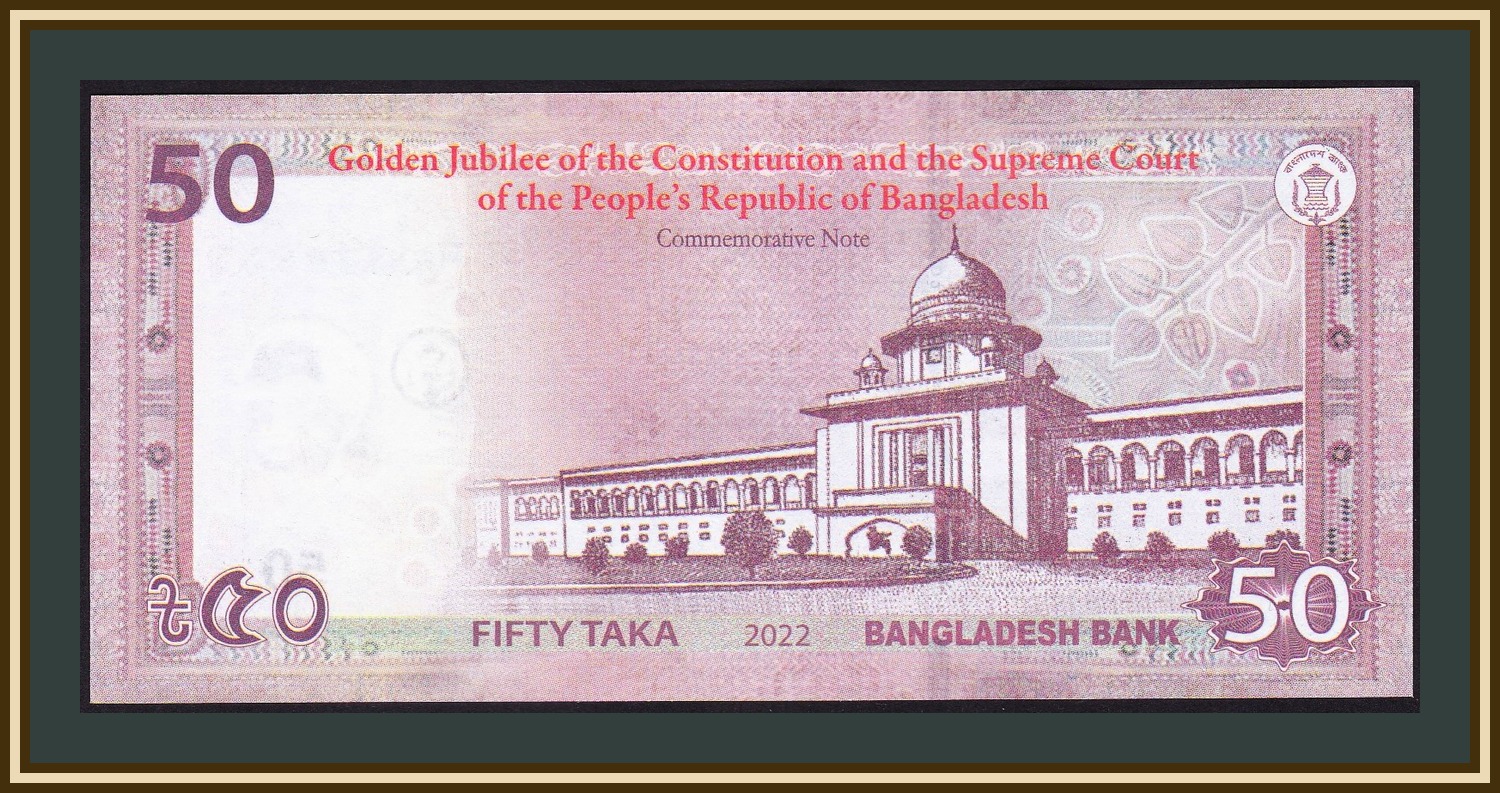 50
Golden Jubilee of the Constitution and the Supreme Court
of the People's Republic of Bangladesh
Commemorative Note
বাংলাদেশ ব্যাংক
৳৫০
FIFTY TAKA 2022 BANGLADESH BANK
50